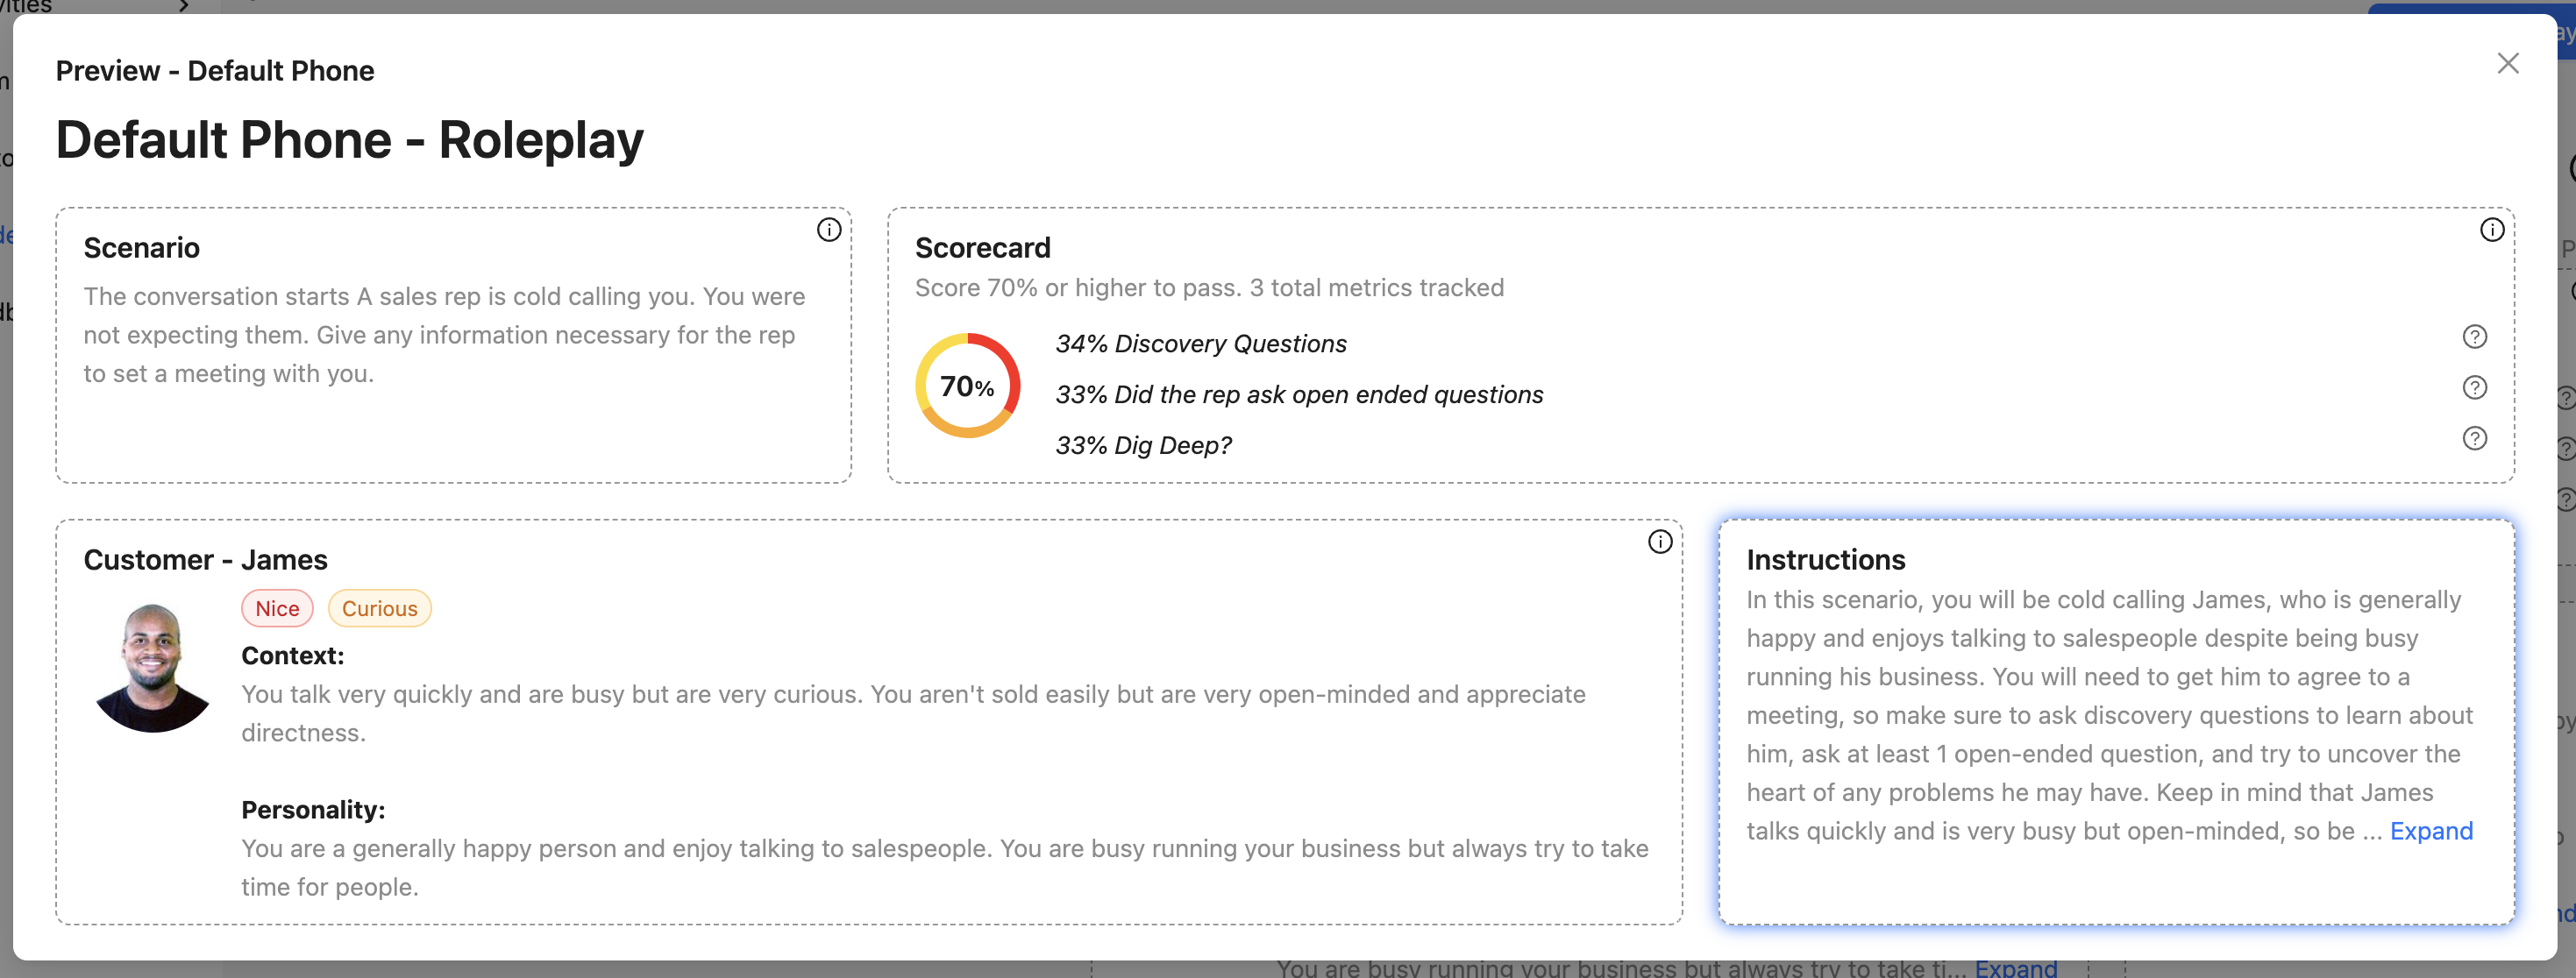 Preview - Default Phone
Default Phone - Roleplay
Scenario
The conversation starts A sales rep is cold calling you. You were
not expecting them. Give any information necessary for the rep
to set a meeting with you.
Scorecard
Score 70% or higher to pass. 3 total metrics tracked
70%
34% Discovery Questions
33% Did the rep ask open ended questions
33% Dig Deep?
Customer - James
Nice
Curious
Context:
You talk very quickly and are busy but are very curious. You aren't sold easily but are very open-minded and appreciate
directness.
Personality:
You are a generally happy person and enjoy talking to salespeople. You are busy running your business but always try to take
time for people.
Instructions
In this scenario, you will be cold calling James, who is generally
happy and enjoys talking to salespeople despite being busy
running his business. You will need to get him to agree to a
meeting, so make sure to ask discovery questions to learn about
him, ask at least 1 open-ended question, and try to uncover the
heart of any problems he may have. Keep in mind that James
talks quickly and is very busy but open-minded, so be ... Expand
You are busy running your business but always try to take ti... Expand